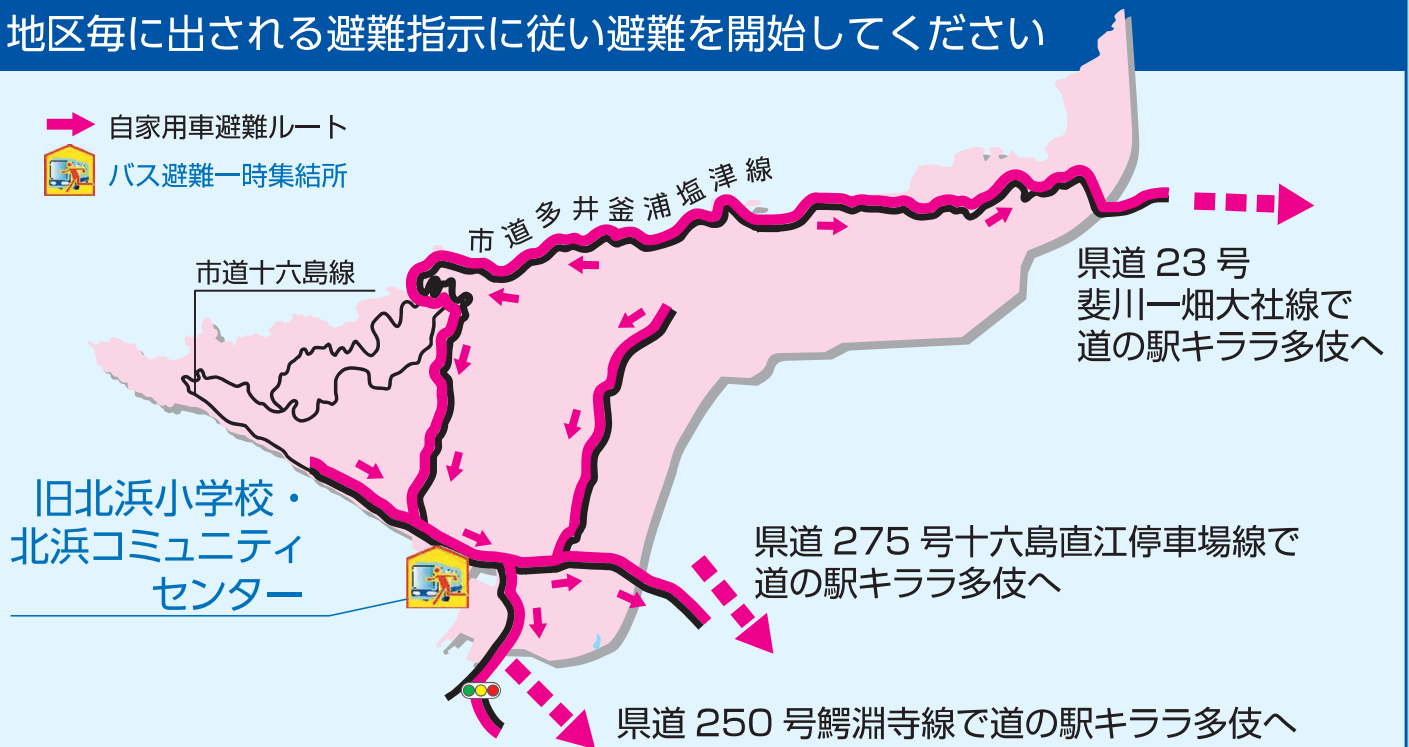 地区毎に出される避難指示に従い避難を開始してください
自家用車避難ルート
バス避難一時集結所
市道多井釜浦塩津線
市道十六島線
県道 23 号
斐川一畑大社線で
道の駅キララ多伎へ
旧北浜小学校・
北浜コミュニティ
センター
県道 275 号十六島直江停車場線で
道の駅キララ多伎へ
県道 250 号鰐淵寺線で道の駅キララ多伎へ